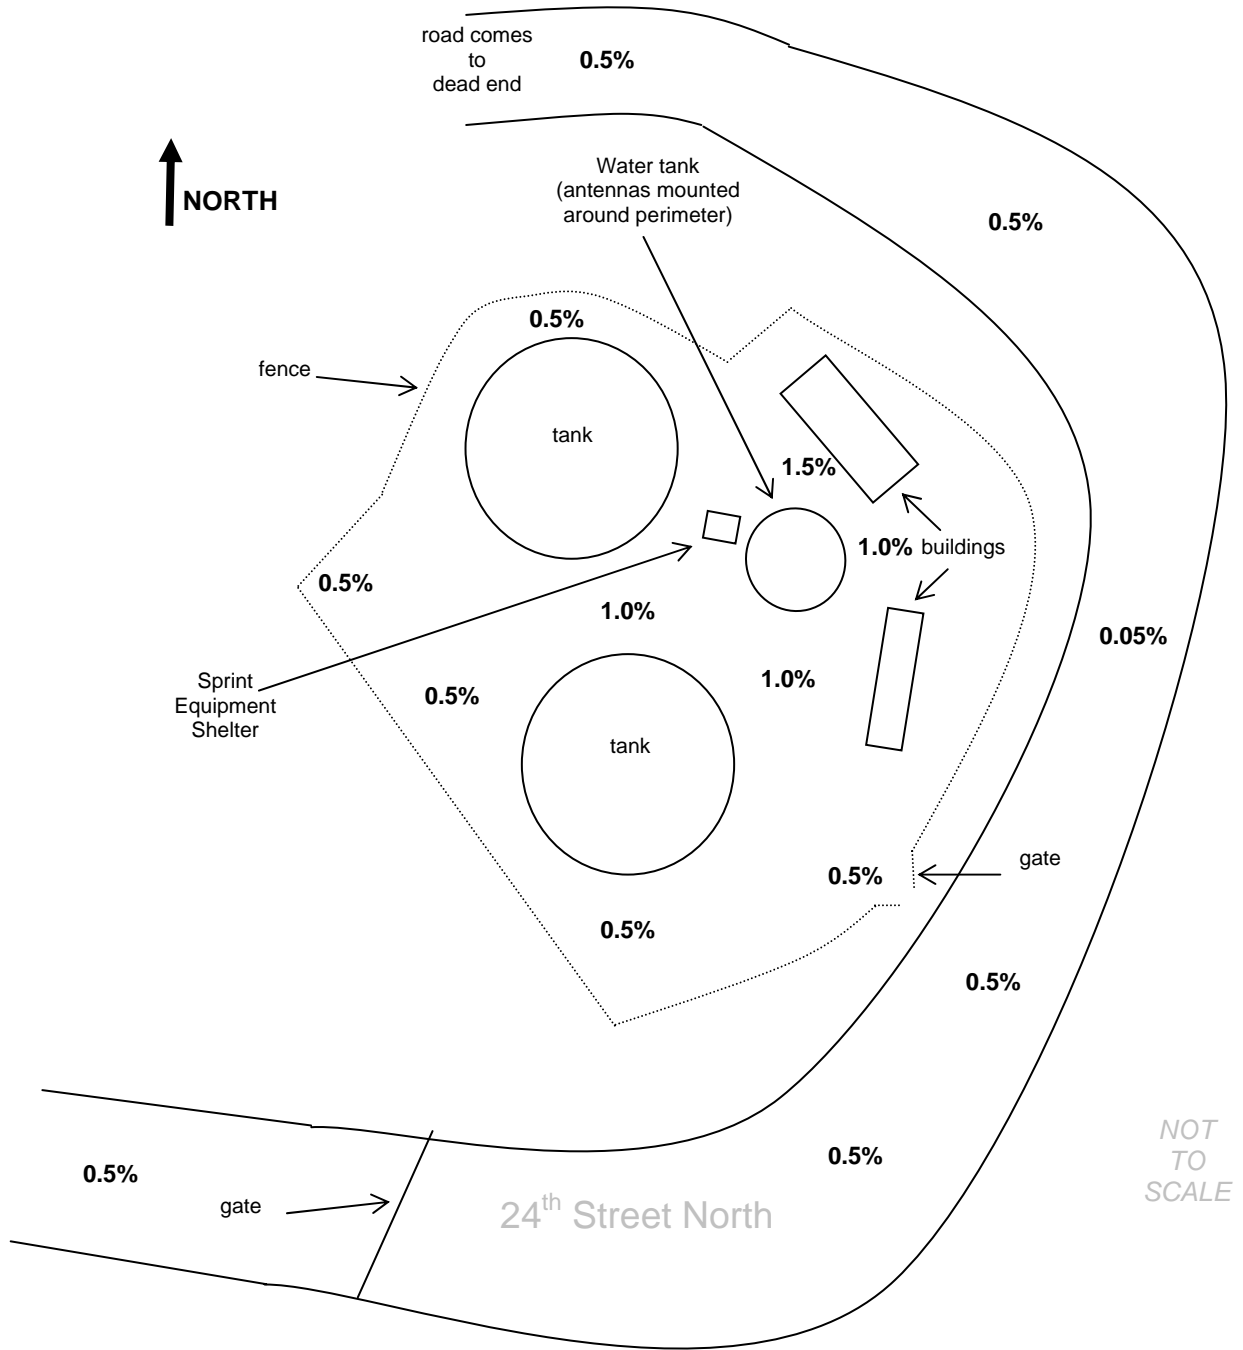 road comes
to
dead end
0.5%
Water tank
(antennas mounted
around perimeter)
NORTH
0.5%
0.5%
fence
tank
1.5%
1.0%
buildings
0.5%
1.0%
0.05%
Sprint
Equipment
Shelter
0.5%
1.0%
tank
gate
0.5%
0.5%
0.5%
NOT
TO
SCALE
0.5%
0.5%
gate
24th Street North